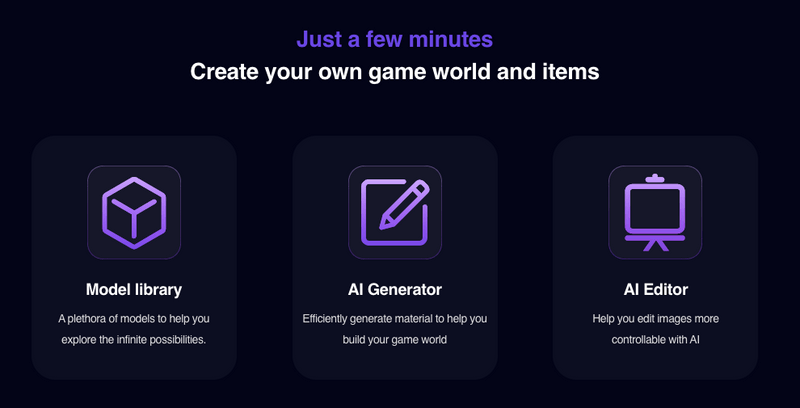 Just a few minutes
Create your own game world and items
Model library
A plethora of models to help you
explore the infinite possibilities.
AI Generator
Efficiently generate material to help you
build your game world
AI Editor
Help you edit images more
controllable with AI